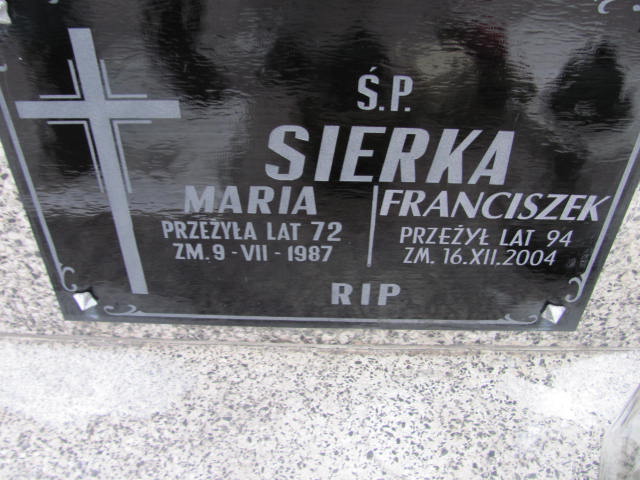 Ś.P.
SIERKA
MARIA
PRZEŻYŁA LAT 72
ZM. 9-VII-1987
FRANCISZEK
PRZEŻYŁ LAT 94
ZM. 16.XII.2004
RIP